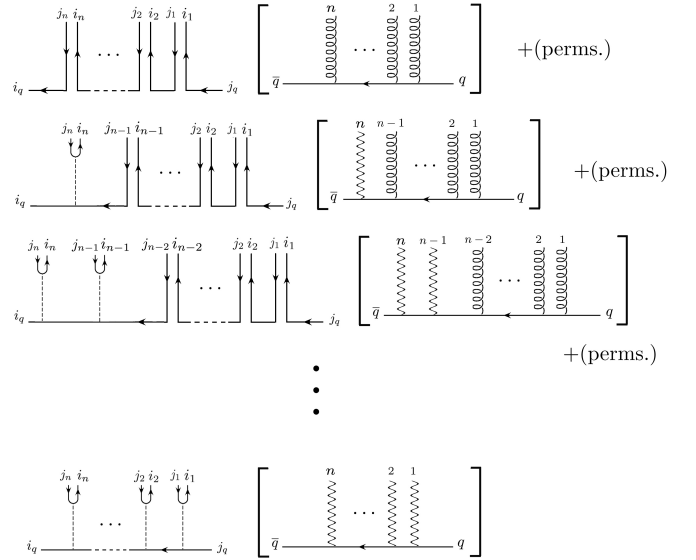 j_n i_n ... j_2 i_2 j_1 i_1 n ... 2 1 +(perms.)
i_q j_q q̅ q
j_n i_n j_{n−1} i_{n−1} ... j_2 i_2 j_1 i_1 n n−1 ... 2 1 +(perms.)
i_q j_q q̅ q
j_n i_n j_{n−1} i_{n−1} j_{n−2} i_{n−2} ... j_2 i_2 j_1 i_1 n n−1 n−2 ... 2 1
i_q j_q q̅ q
+(perms.)
j_n i_n ... j_2 i_2 j_1 i_1 n ... 2 1
i_q j_q q̅ q